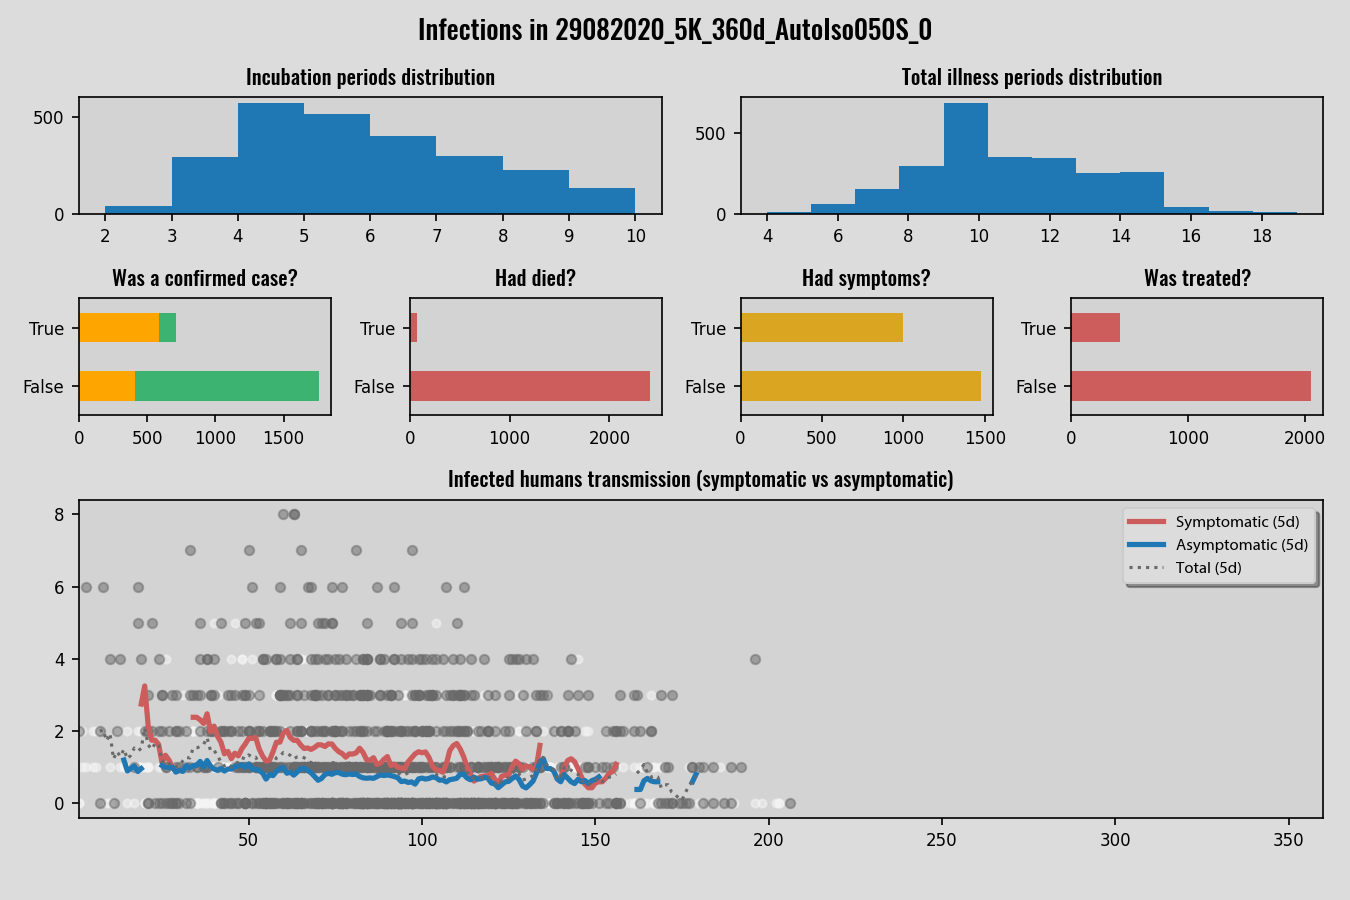 Infections in 29082020_5K_360d_AutoIso050S_0
Incubation periods distribution
Total illness periods distribution
500
0
2 3 4 5 6 7 8 9 10
500
0
4 6 8 10 12 14 16 18
Was a confirmed case?
Had died?
Had symptoms?
Was treated?
True
False
0 500 1000 1500
True
False
0 1000 2000
True
False
0 500 1000 1500
True
False
0 1000 2000
Infected humans transmission (symptomatic vs asymptomatic)
8
6
4
2
0
Symptomatic (5d)
Asymptomatic (5d)
Total (5d)
50 100 150 200 250 300 350